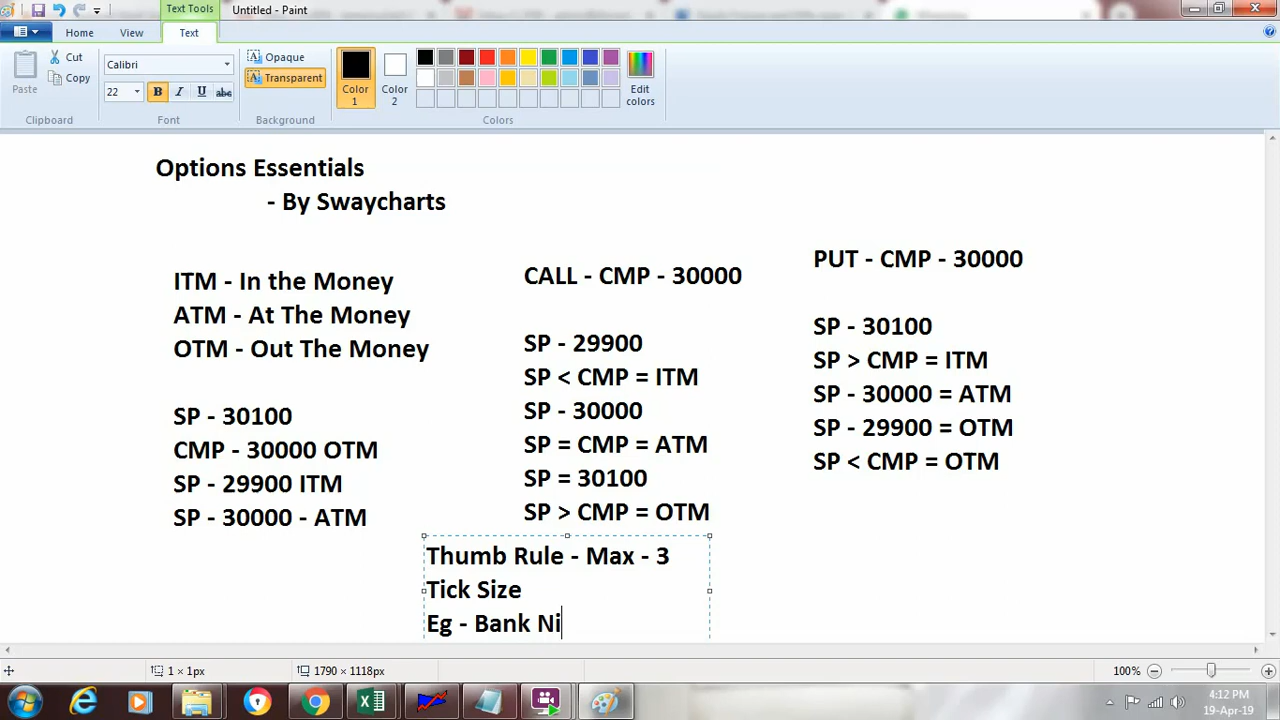 Text Tools
Untitled - Paint
Home
View
Text
Paste
Cut
Copy
Clipboard
Calibri
22
B
I
U
abc
Font
Opaque
Transparent
Background
Color
1
Color
2
Edit
colors
Colors
Options Essentials
- By Swaycharts
ITM - In the Money
ATM - At The Money
OTM - Out The Money
SP - 30100
CMP - 30000 OTM
SP - 29900 ITM
SP - 30000 - ATM
CALL - CMP - 30000
SP - 29900
SP < CMP = ITM
SP - 30000
SP = CMP = ATM
SP = 30100
SP > CMP = OTM
PUT - CMP - 30000
SP - 30100
SP > CMP = ITM
SP - 30000 = ATM
SP - 29900 = OTM
SP < CMP = OTM
Thumb Rule - Max - 3
Tick Size
Eg - Bank Ni
1 × 1px
1790 × 1118px
100%
4:12 PM
19-Apr-19